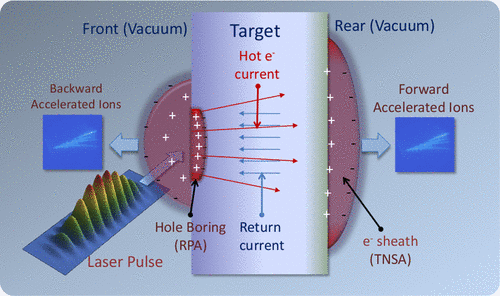 Front (Vacuum)
Target
Rear (Vacuum)
Hot e-
current
Backward
Accelerated Ions
Forward
Accelerated Ions
Hole Boring
(RPA)
Return
current
e- sheath
(TNSA)
Laser Pulse